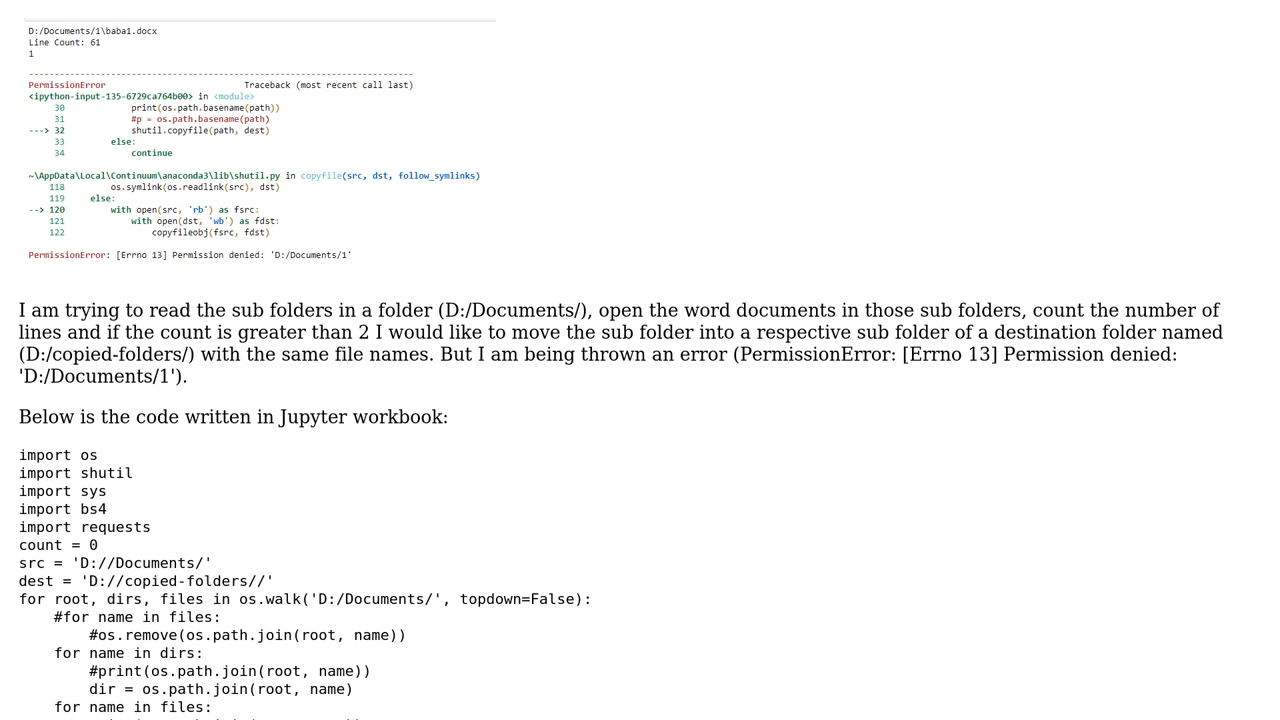 D:/Documents/1\baba1.docx
Line Count: 61
1
---------------------------------------------------------------------------
PermissionError                           Traceback (most recent call last)
<ipython-input-135-6729ca764b00> in <module>
     30             print(os.path.basename(path))
     31             #p = os.path.basename(path)
---> 32             shutil.copyfile(path, dest)
     33         else:
     34             continue
~\AppData\Local\Continuum\anaconda3\lib\shutil.py in copyfile(src, dst, follow_symlinks)
    118         os.symlink(os.readlink(src), dst)
    119     else:
--> 120         with open(src, 'rb') as fsrc:
    121             with open(dst, 'wb') as fdst:
    122                 copyfileobj(fsrc, fdst)
PermissionError: [Errno 13] Permission denied: 'D:/Documents/1'
I am trying to read the sub folders in a folder (D:/Documents/), open the word documents in those sub folders, count the number of
lines and if the count is greater than 2 I would like to move the sub folder into a respective sub folder of a destination folder named
(D:/copied-folders/) with the same file names. But I am being thrown an error (PermissionError: [Errno 13] Permission denied:
'D:/Documents/1').
Below is the code written in Jupyter workbook:
import os
import shutil
import sys
import bs4
import requests
count = 0
src = 'D://Documents/'
dest = 'D://copied-folders//'
for root, dirs, files in os.walk('D:/Documents/', topdown=False):
    #for name in files:
        #os.remove(os.path.join(root, name))
    for name in dirs:
        #print(os.path.join(root, name))
        dir = os.path.join(root, name)
    for name in files: